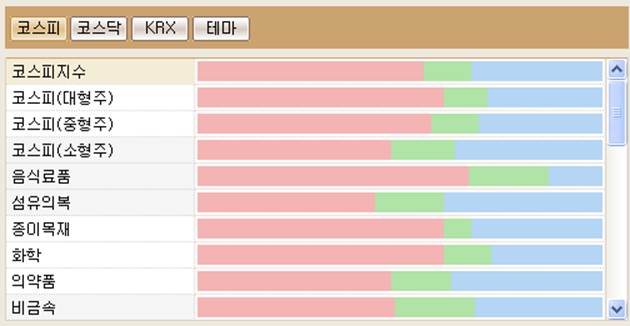 코스피 코스닥 KRX 테마
코스피지수
코스피(대형주)
코스피(중형주)
코스피(소형주)
음식료품
섬유의복
종이목재
화학
의약품
비금속